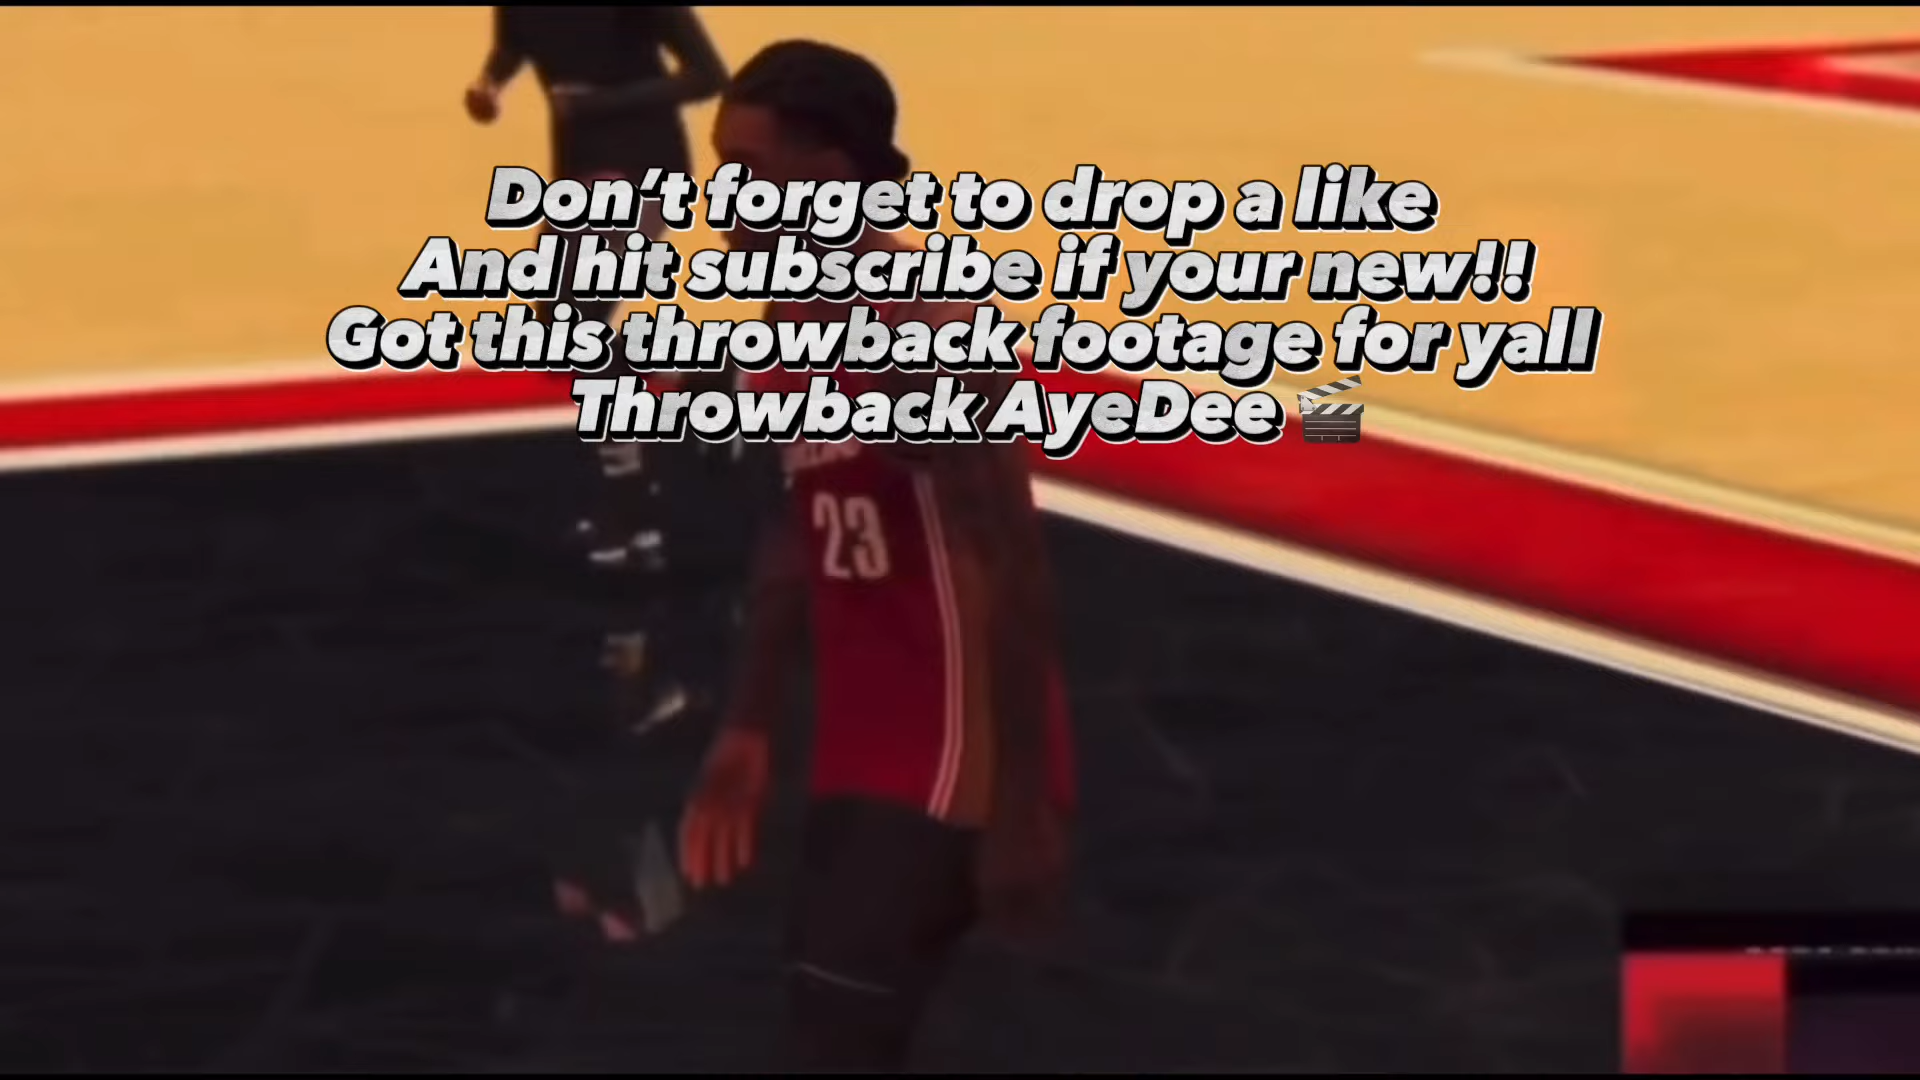 Don't forget to drop a like
And hit subscribe if your new!!
Got this throwback footage for yall
Throwback AyeDee 🎬
23